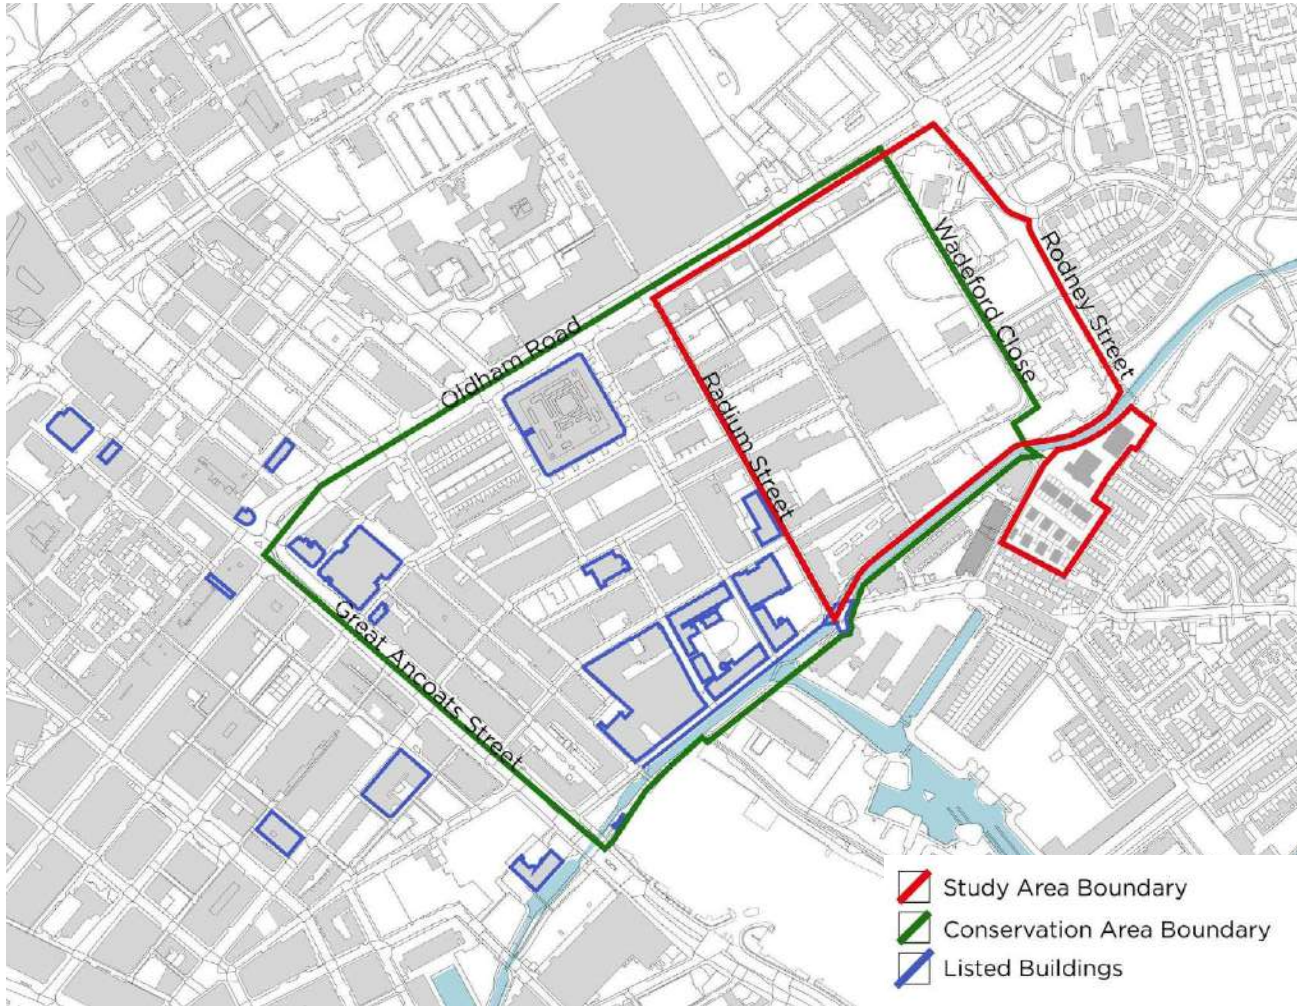 Oldham Road
Wadeford Close
Rodney Street
Radium Street
Great Ancoats Street
Study Area Boundary
Conservation Area Boundary
Listed Buildings